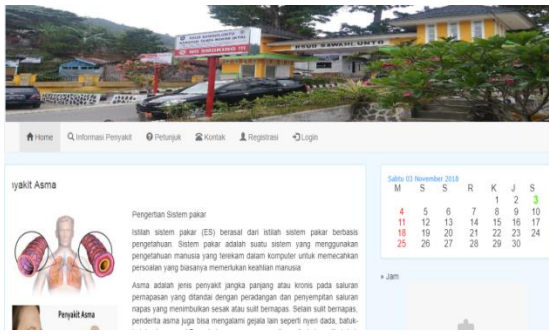 RSUD SAWAHLUNTO
NO SMOKING !!!
RSUD SAWAHLUNTO
Home Informasi Penyakit Petunjuk Kontak Registrasi Login
ıyakit Asma
Pengertian Sistem pakar
Istilah sistem pakar (ES) berasal dari istilah sistem pakar berbasis
pengetahuan. Sistem pakar adalah suatu sistem yang menggunakan
pengetahuan manusia yang terekam dalam komputer untuk memecahkan
persoalan yang biasanya memerlukan keahlian manusia
Asma adalah jenis penyakit jangka panjang atau kronis pada saluran
pernapasan yang ditandai dengan peradangan dan penyempitan saluran
napas yang menimbulkan sesak atau sulit bernapas. Selain sulit bernapas,
penderita asma juga bisa mengalami gejala lain seperti nyeri dada, batuk-
Penyakit Asma
Sabtu 03 November 2018
M S S R K J S
1 2 3
4 5 6 7 8 9 10
11 12 13 14 15 16 17
18 19 20 21 22 23 24
25 26 27 28 29 30
» Jam